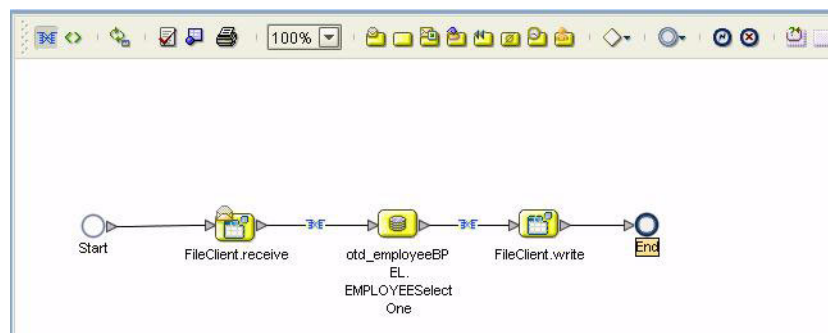 100%
Start
FileClient.receive
otd_employeeBP
EL.
EMPLOYEESelect
One
FileClient.write
End